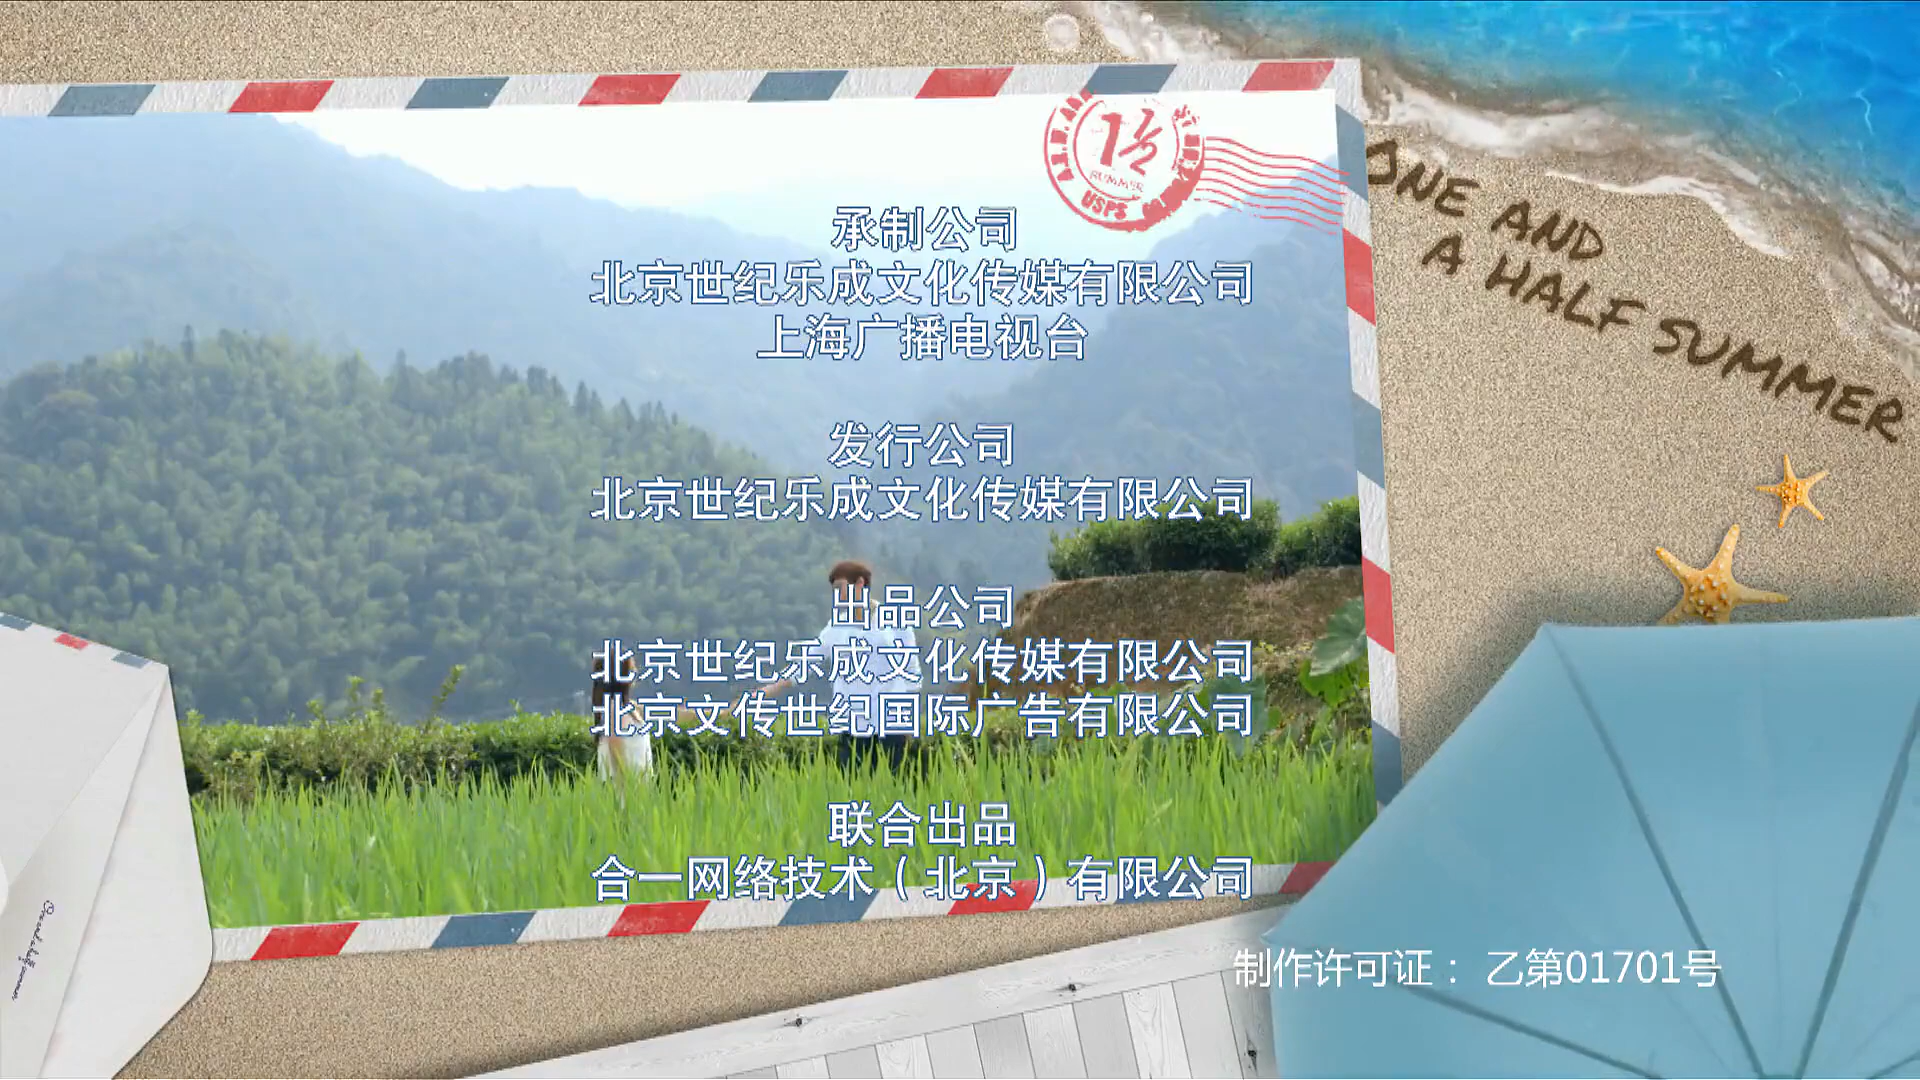 1½
SUMMER
USPS
ONE AND
A HALF SUMMER
承制公司
北京世纪乐成文化传媒有限公司
上海广播电视台
发行公司
北京世纪乐成文化传媒有限公司
出品公司
北京世纪乐成文化传媒有限公司
北京文传世纪国际广告有限公司
联合出品
合一网络技术（北京）有限公司
制作许可证： 乙第01701号